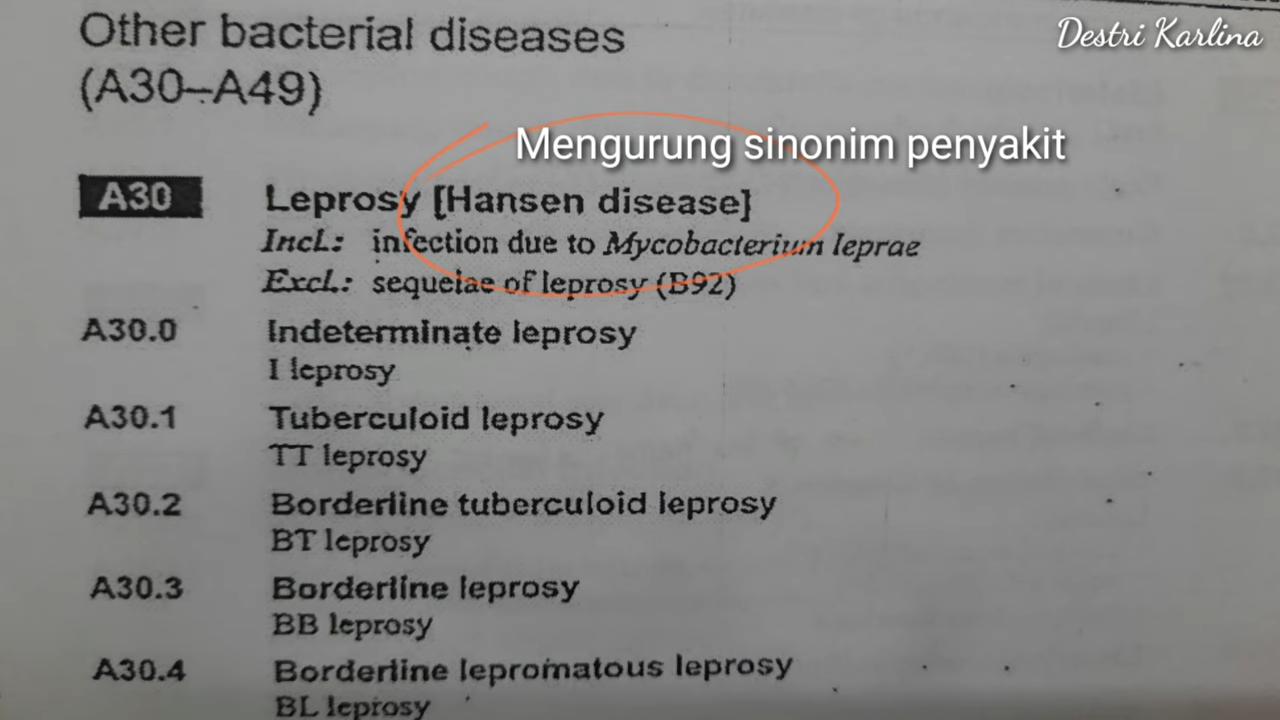 Destri Karlina
Other bacterial diseases
(A30–A49)
Mengurung sinonim penyakit
A30 Leprosy [Hansen disease]
Incl.: infection due to Mycobacterium leprae
Excl.: sequelae of leprosy (B92)
A30.0 Indeterminate leprosy
I leprosy
A30.1 Tuberculoid leprosy
TT leprosy
A30.2 Borderline tuberculoid leprosy
BT leprosy
A30.3 Borderline leprosy
BB leprosy
A30.4 Borderline lepromatous leprosy
BL leprosy